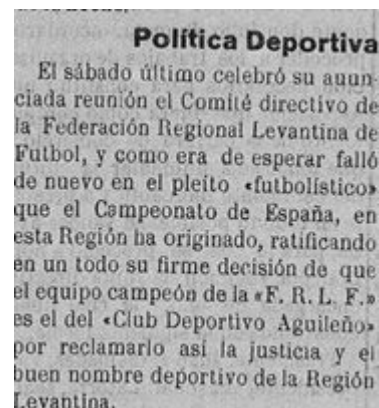 Política Deportiva
El sábado último celebró su anun-
ciada reunión el Comité directivo de
la Federación Regional Levantina de
Futbol, y como era de esperar falló
de nuevo en el pleito «futbolístico»
que el Campeonato de España, en
esta Región ha originado, ratificando
en un todo su firme decisión de que
el equipo campeón de la «F. R. L. F.»
es el del «Club Deportivo Aguileño»
por reclamarlo así la justicia y el
buen nombre deportivo de la Región
Levantina.